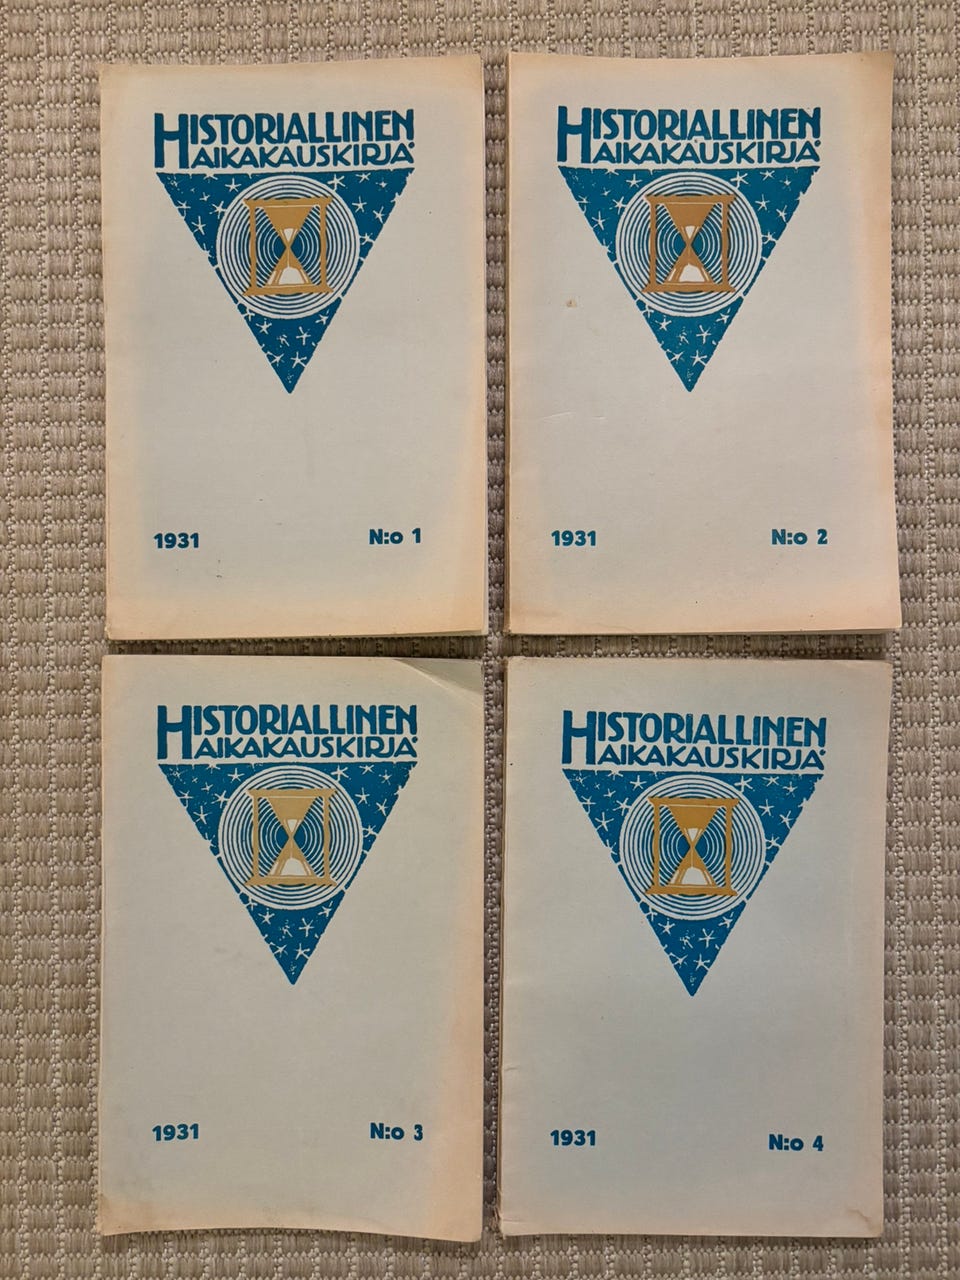 HISTORIALLINEN
AIKAKAUSKIRJA
1931 N:o 1
HISTORIALLINEN
AIKAKAUSKIRJA
1931 N:o 2
HISTORIALLINEN
AIKAKAUSKIRJA
1931 N:o 3
HISTORIALLINEN
AIKAKAUSKIRJA
1931 N:o 4